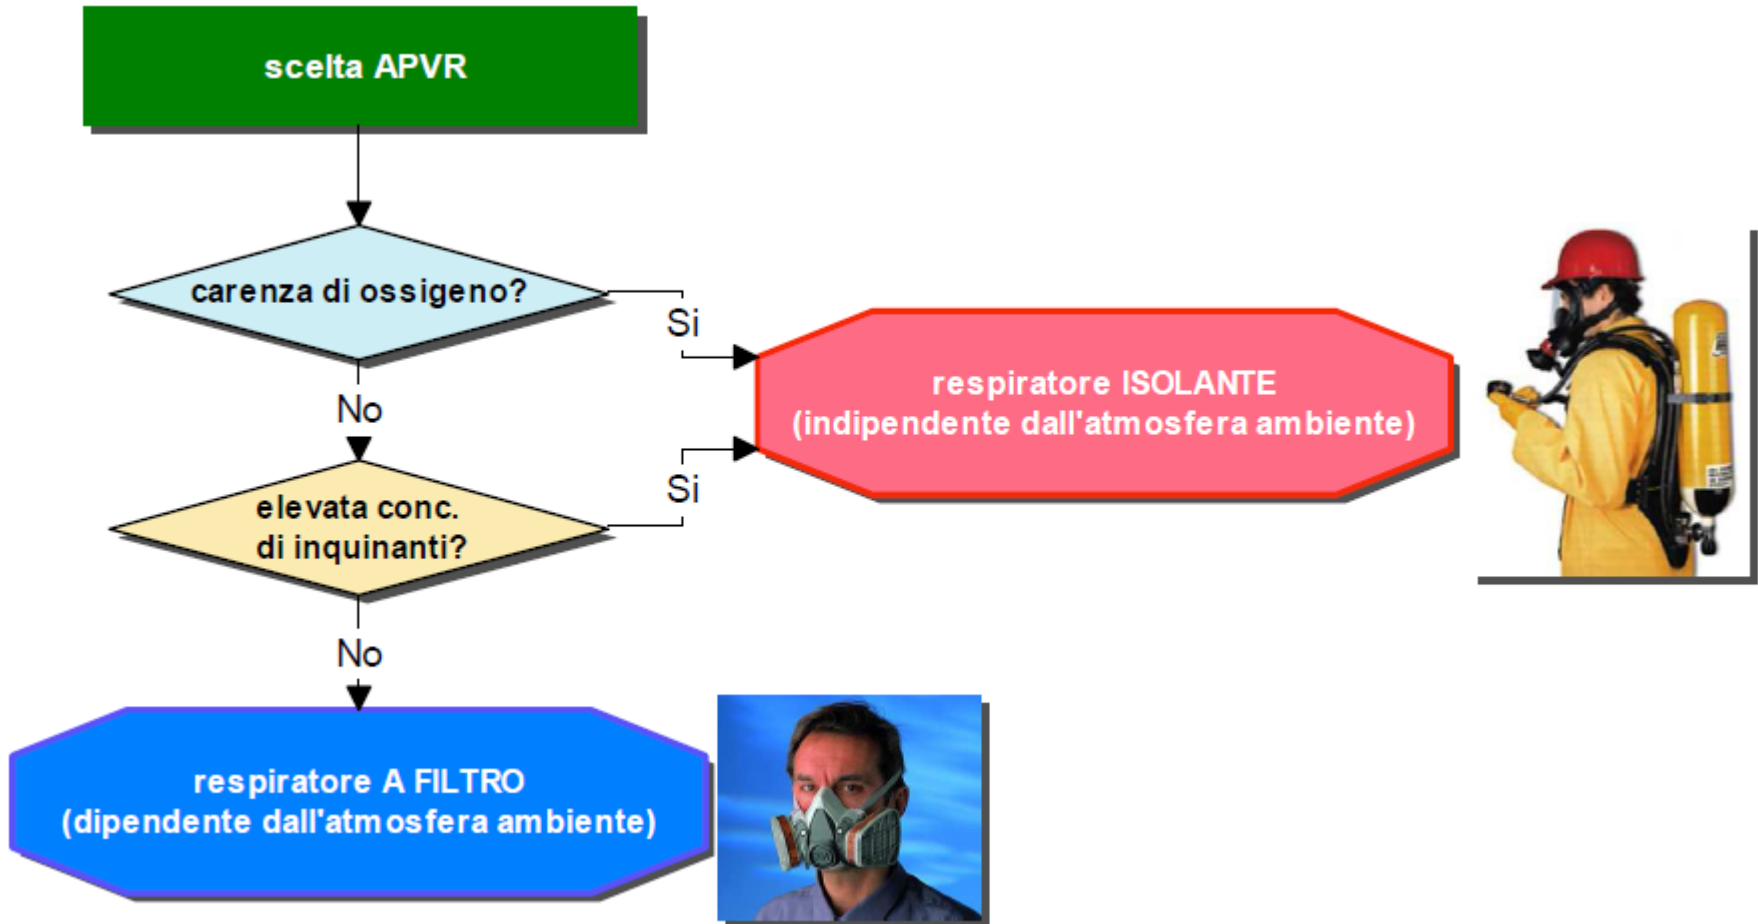 scelta APVR
carenza di ossigeno?
Si
No
respiratore ISOLANTE
(indipendente dall'atmosfera ambiente)
elevata conc.
di inquinanti?
Si
No
respiratore A FILTRO
(dipendente dall'atmosfera ambiente)